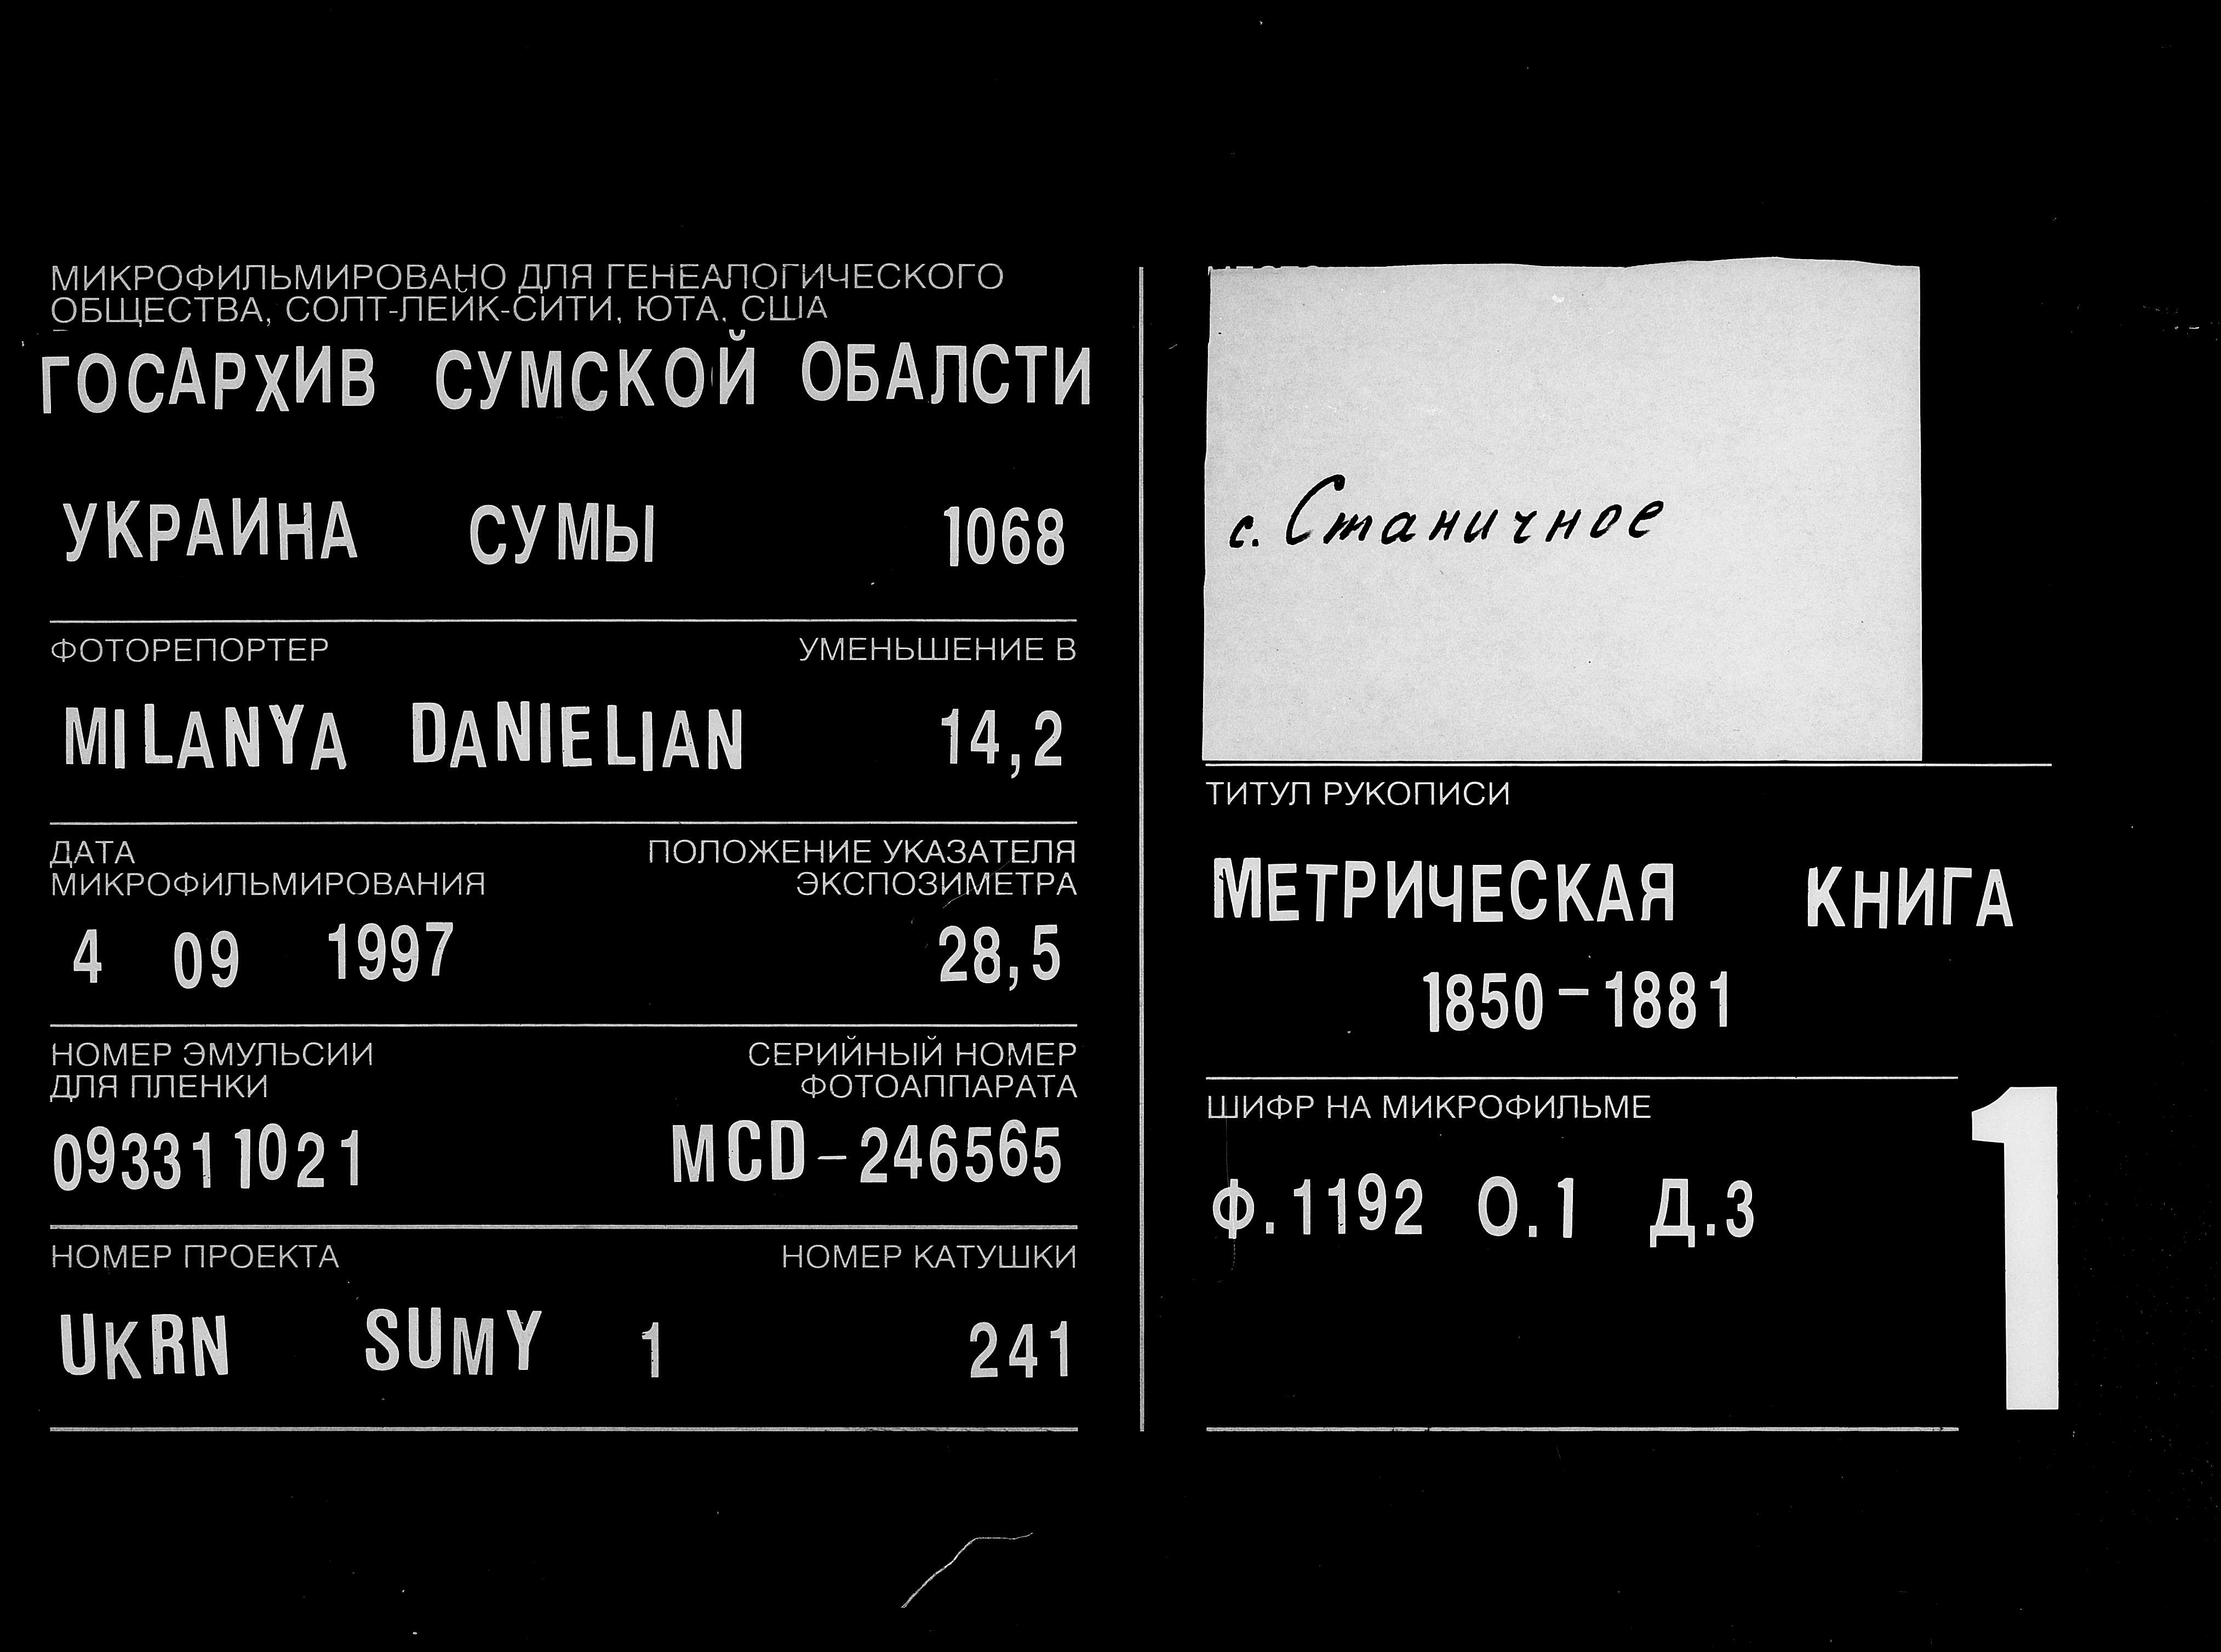 МИКРОФИЛЬМИРОВАНО ДЛЯ ГЕНЕАЛОГИЧЕСКОГО
ОБЩЕСТВА, СОЛТ-ЛЕЙК-СИТИ, ЮТА, США
ГОСАРХИВ СУМСКОЙ ОБАЛСТИ
УКРАИНА СУМЫ 1068
ФОТОРЕПОРТЕР УМЕНЬШЕНИЕ В
MILANYA DANIELIAN 14,2
ДАТА
МИКРОФИЛЬМИРОВАНИЯ
ПОЛОЖЕНИЕ УКАЗАТЕЛЯ
ЭКСПОЗИМЕТРА
4 09 1997 28,5
НОМЕР ЭМУЛЬСИИ
ДЛЯ ПЛЕНКИ
СЕРИЙНЫЙ НОМЕР
ФОТОАППАРАТА
093311021 MCD-246565
НОМЕР ПРОЕКТА НОМЕР КАТУШКИ
UKRN SUMY 1 241
с. Станичное
ТИТУЛ РУКОПИСИ
МЕТРИЧЕСКАЯ КНИГА
1850-1881
ШИФР НА МИКРОФИЛЬМЕ
Ф.1192 О.1 Д.3
1